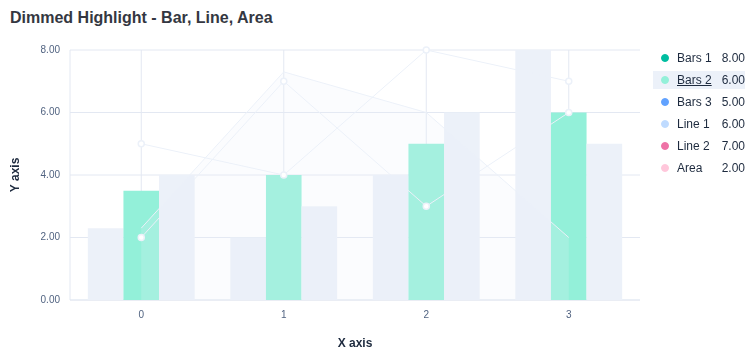 Dimmed Highlight - Bar, Line, Area
8.00
6.00
4.00
2.00
0.00
Y axis
0
1
2
3
X axis
Bars 1 8.00
Bars 2 6.00
Bars 3 5.00
Line 1 6.00
Line 2 7.00
Area 2.00